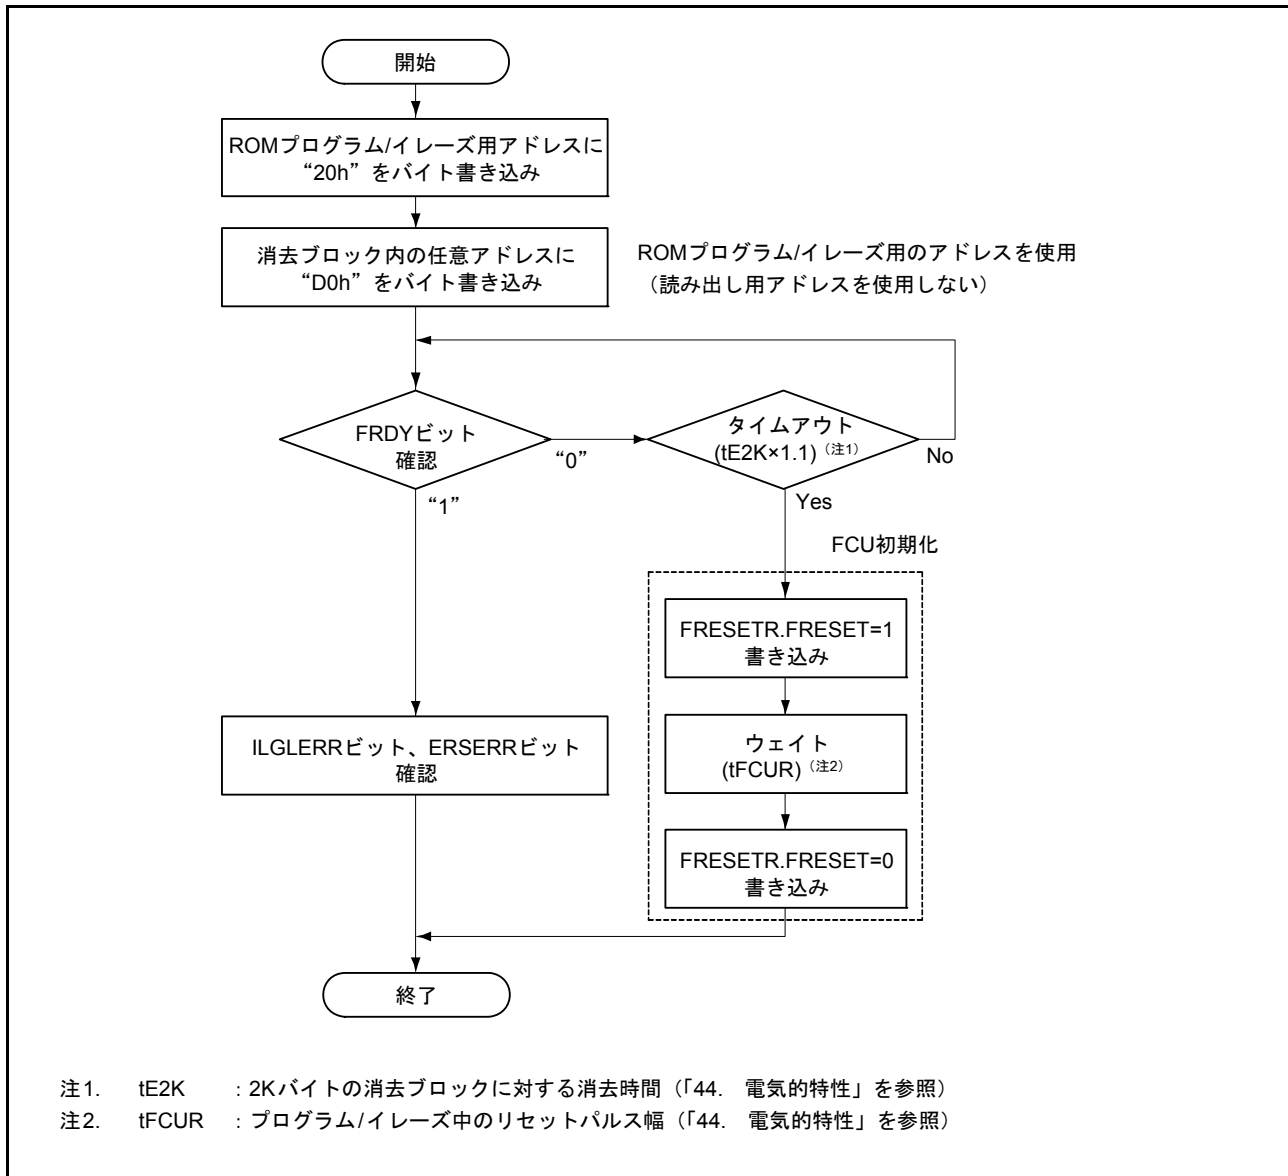 開始
ROMプログラム/イレーズ用アドレスに
“20h”をバイト書き込み
消去ブロック内の任意アドレスに
“D0h”をバイト書き込み
ROMプログラム/イレーズ用のアドレスを使用
（読み出し用アドレスを使用しない）
FRDYビット
確認
“0”
“1”
タイムアウト
(tE2K×1.1)（注1）
No
Yes
FCU初期化
FRESETR.FRESET=1
書き込み
ILGLERRビット、ERSERRビット
確認
ウェイト
(tFCUR)（注2）
FRESETR.FRESET=0
書き込み
終了
注1. tE2K ：2Kバイトの消去ブロックに対する消去時間（「44. 電気的特性」を参照）
注2. tFCUR ：プログラム/イレーズ中のリセットパルス幅（「44. 電気的特性」を参照）